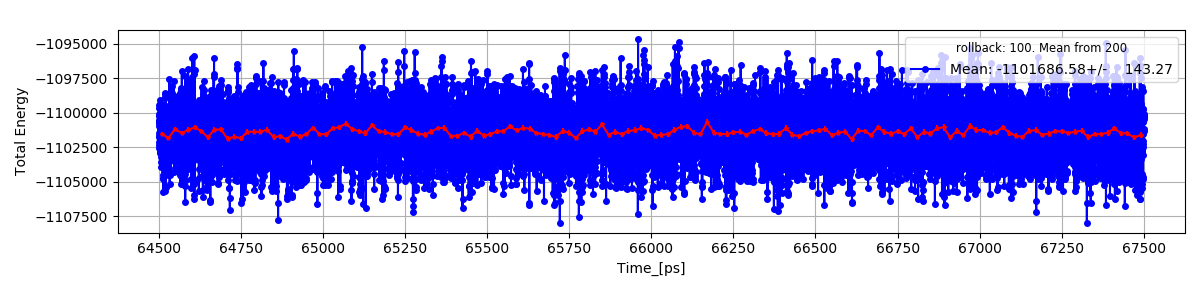 −1095000
−1097500
−1100000
−1102500
−1105000
−1107500
Total Energy
rollback: 100. Mean from 200
Mean: -1101686.58+/- 143.27
64500 64750 65000 65250 65500 65750 66000 66250 66500 66750 67000 67250 67500
Time_[ps]